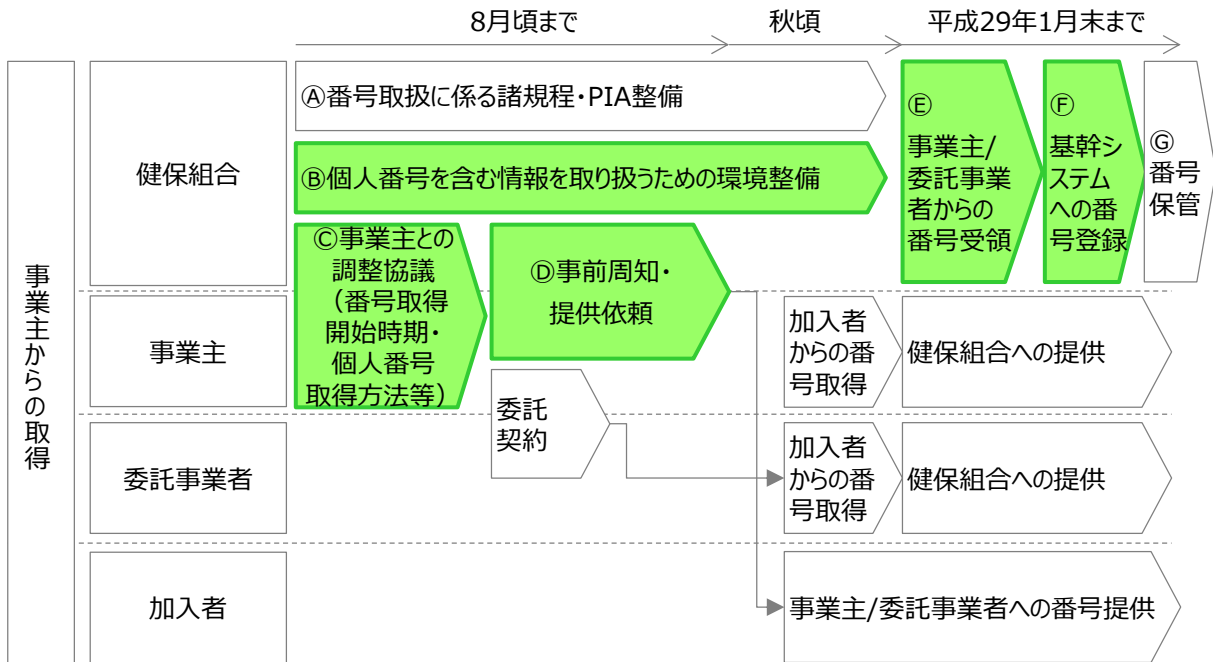 8月頃まで
秋頃
平成29年1月末まで
事業主からの取得
健保組合
Ⓐ番号取扱に係る諸規程・PIA整備
Ⓑ個人番号を含む情報を取り扱うための環境整備
Ⓒ事業主との
調整協議
（番号取得
開始時期・
個人番号
取得方法等）
Ⓓ事前周知・
提供依頼
Ⓔ
事業主/
委託事業
者からの
番号受領
Ⓕ
基幹シ
ステム
への番
号登録
Ⓖ
番号
保管
事業主
加入者
からの番
号取得
健保組合への提供
委託
契約
委託事業者
加入者
からの番
号取得
健保組合への提供
加入者
事業主/委託事業者への番号提供